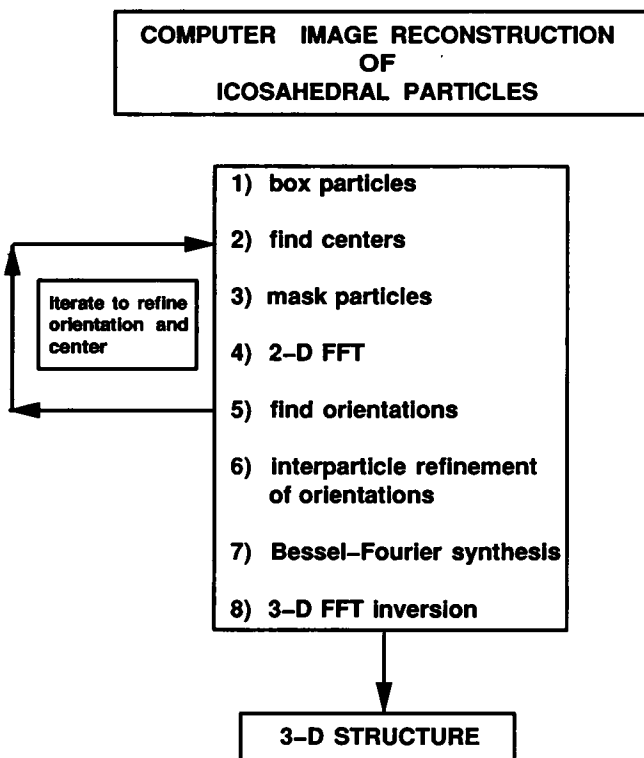 COMPUTER IMAGE RECONSTRUCTION
OF
ICOSAHEDRAL PARTICLES
1) box particles
2) find centers
Iterate to refine
orientation and
center
3) mask particles
4) 2–D FFT
5) find orientations
6) interparticle refinement
of orientations
7) Bessel–Fourier synthesis
8) 3–D FFT inversion
3–D STRUCTURE